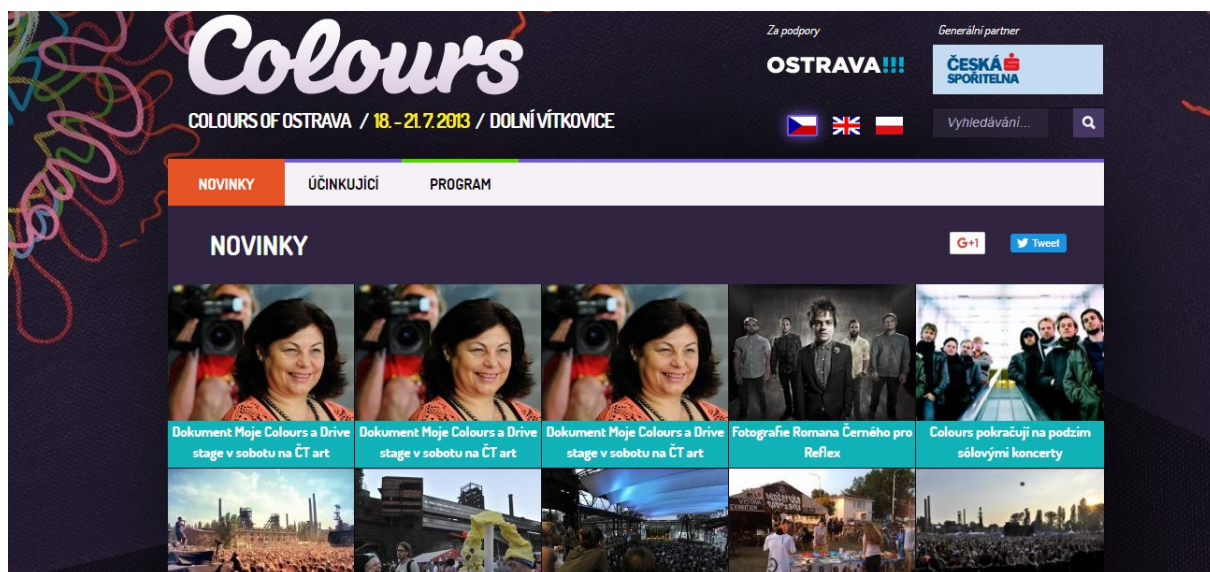 Colours
COLOURS OF OSTRAVA / 18. - 21. 7. 2013 / DOLNÍ VÍTKOVICE
Za podpory
OSTRAVA!!!
Generální partner
ČESKÁ
SPOŘITELNA
Vyhledávání...
NOVINKY
ÚČINKUJÍCÍ
PROGRAM
NOVINKY
G+1
Tweet
Dokument Moje Colours a Drive
stage v sobotu na ČT art
Dokument Moje Colours a Drive
stage v sobotu na ČT art
Dokument Moje Colours a Drive
stage v sobotu na ČT art
Fotografie Romana Černého pro
Reflex
Colours pokračují na podzim
sólovými koncerty